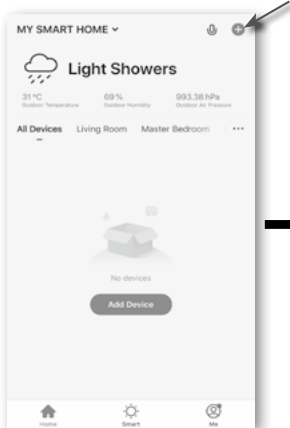 MY SMART HOME
Light Showers
31°C 69% 993.38 hPa
Outdoor Temperature Outdoor Humidity Outdoor Air Pressure
All Devices Living Room Master Bedroom ...
No devices
Add Device
Home Smart Me